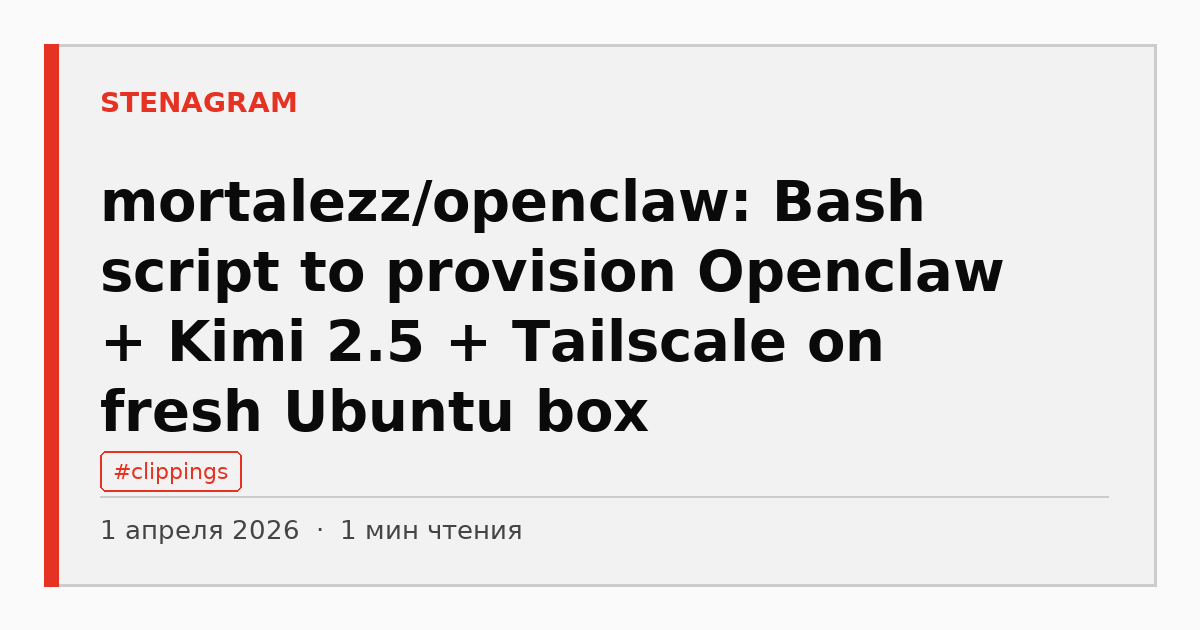 STENAGRAM
mortalezz/openclaw: Bash
script to provision Openclaw
+ Kimi 2.5 + Tailscale on
fresh Ubuntu box
#clippings
1 апреля 2026 · 1 мин чтения